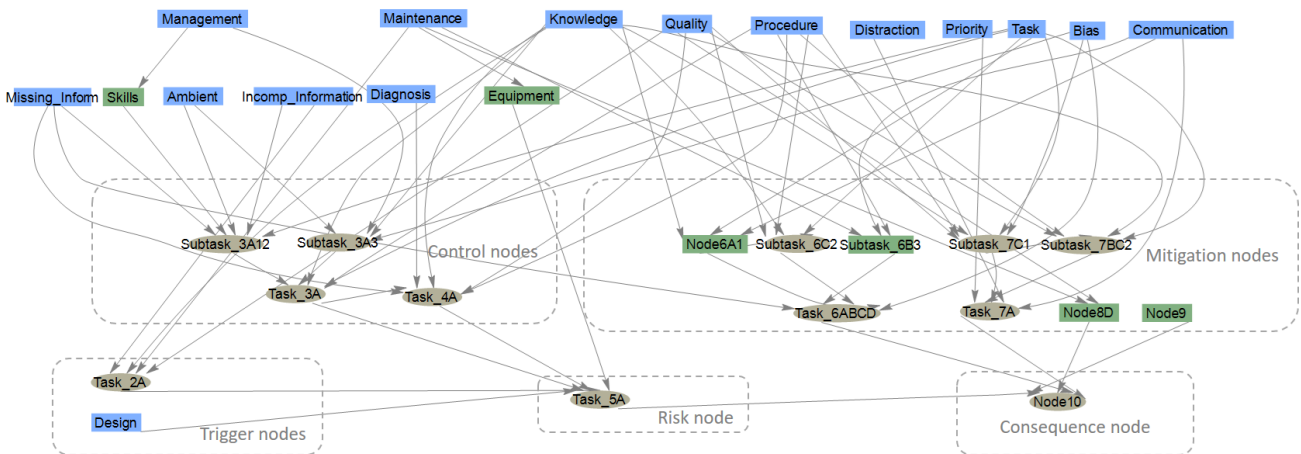 Management
Maintenance
Knowledge
Quality
Procedure
Distraction
Priority
Task
Bias
Communication
Missing_Inform
Skills
Ambient
Incomp_Information
Diagnosis
Equipment
Subtask_3A12
Subtask_3A3
Control nodes
Node6A1
Subtask_6C2
Subtask_6B3
Subtask_7C1
Subtask_7BC2
Mitigation nodes
Task_3A
Task_4A
Task_6ABCD
Task_7A
Node8D
Node9
Task_2A
Task_5A
Node10
Design
Trigger nodes
Risk node
Consequence node